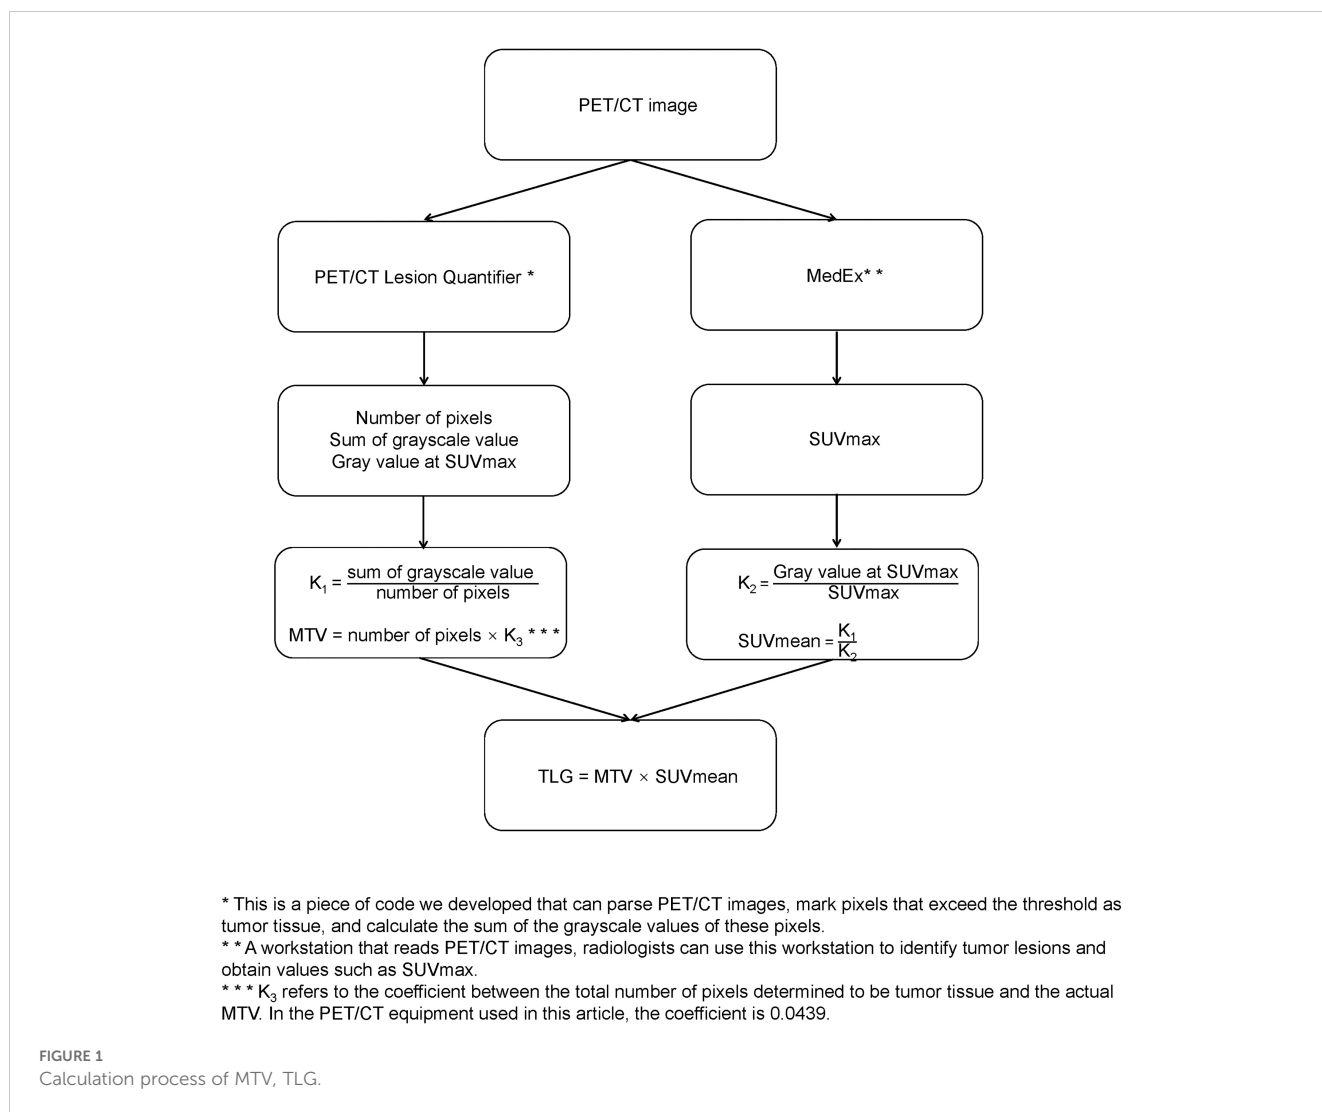 PET/CT image
PET/CT Lesion Quantifier *
MedEx* *
Number of pixels
Sum of grayscale value
Gray value at SUVmax
SUVmax
K₁ = sum of grayscale value / number of pixels
MTV = number of pixels × K₃ * * *
K₂ = Gray value at SUVmax / SUVmax
SUVmean = K₁ / K₂
TLG = MTV × SUVmean
* This is a piece of code we developed that can parse PET/CT images, mark pixels that exceed the threshold as
tumor tissue, and calculate the sum of the grayscale values of these pixels.
* * A workstation that reads PET/CT images, radiologists can use this workstation to identify tumor lesions and
obtain values such as SUVmax.
* * * K₃ refers to the coefficient between the total number of pixels determined to be tumor tissue and the actual
MTV. In the PET/CT equipment used in this article, the coefficient is 0.0439.
FIGURE 1
Calculation process of MTV, TLG.